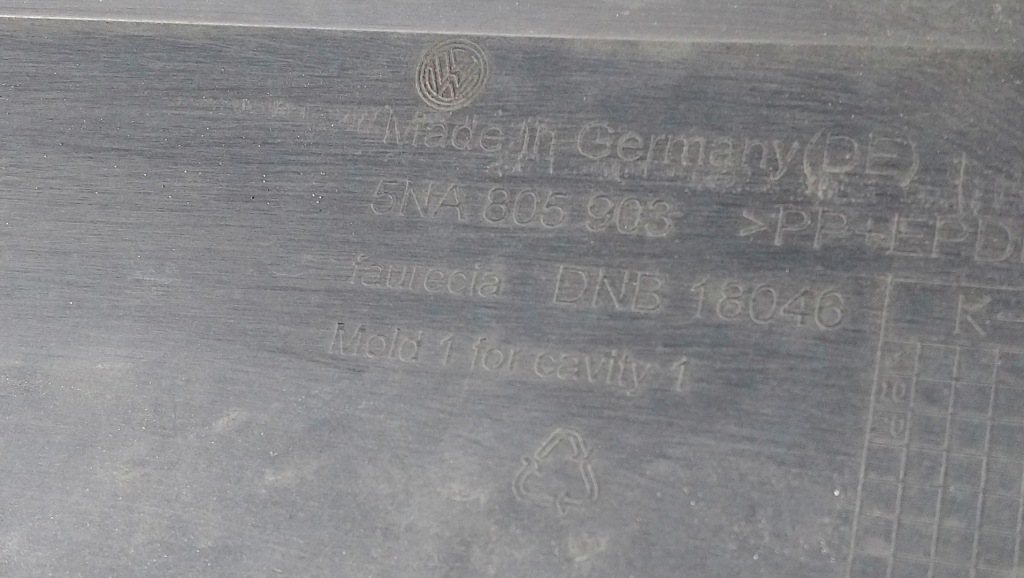 Made in Germany (DE)
5NA 805 903 >PP+EPD
faurecia DNB 18046
Mold 1 for cavity 1
K-